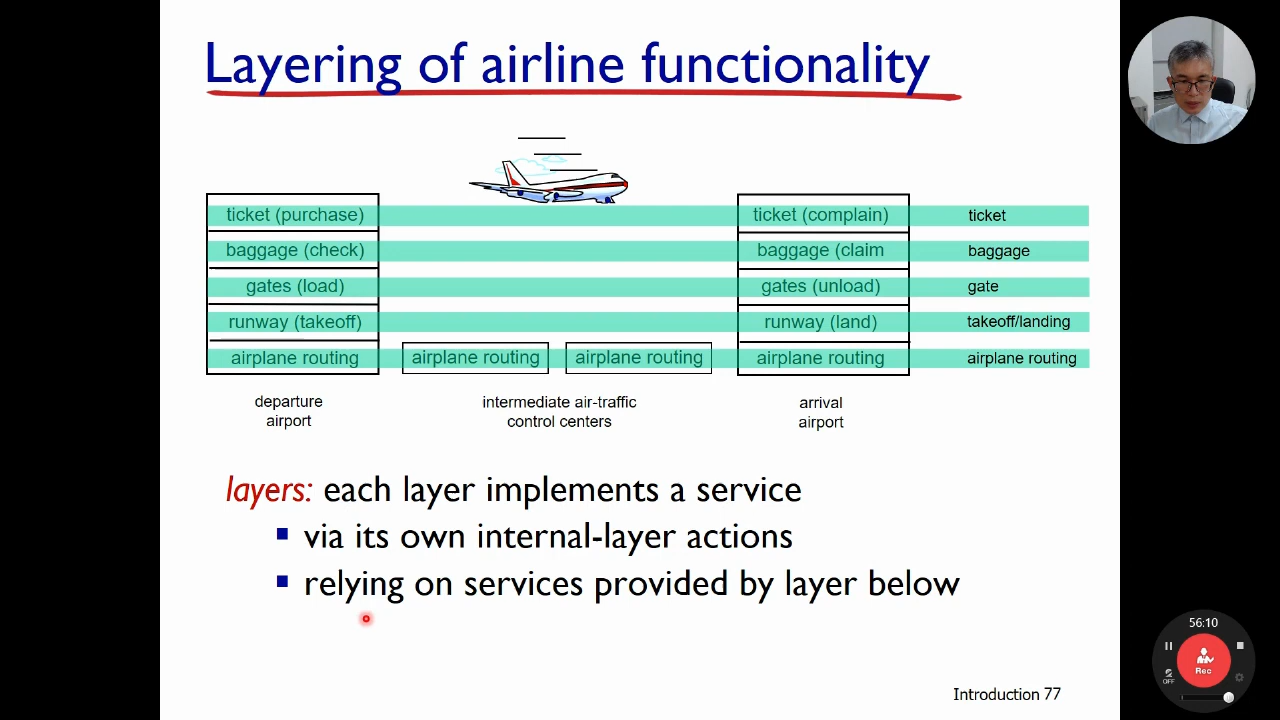 Layering of airline functionality
ticket (purchase) ticket (complain) ticket
baggage (check) baggage (claim baggage
gates (load) gates (unload) gate
runway (takeoff) runway (land) takeoff/landing
airplane routing airplane routing airplane routing airplane routing airplane routing
departure intermediate air-traffic arrival
airport control centers airport
layers: each layer implements a service
▪ via its own internal-layer actions
▪ relying on services provided by layer below
Introduction 77
56:10
Rec
OFF